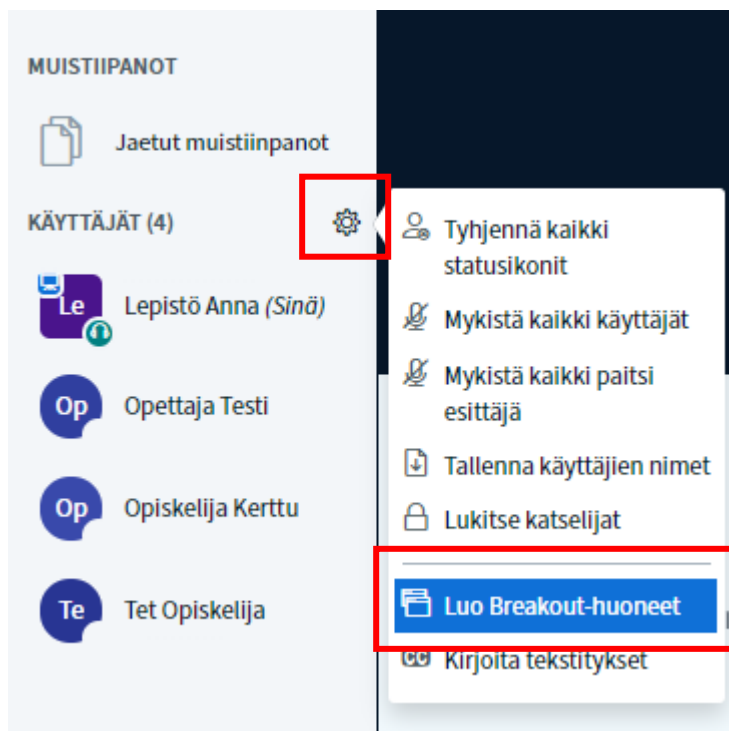 MUISTIIPANOT
Jaetut muistiinpanot
KÄYTTÄJÄT (4)
Le
Lepistö Anna (Sinä)
Op
Opettaja Testi
Op
Opiskelija Kerttu
Te
Tet Opiskelija
Tyhjennä kaikki
statusikonit
Mykistä kaikki käyttäjät
Mykistä kaikki paitsi
esittäjä
Tallenna käyttäjien nimet
Lukitse katselijat
Luo Breakout-huoneet
CC
Kirjoita tekstitykset